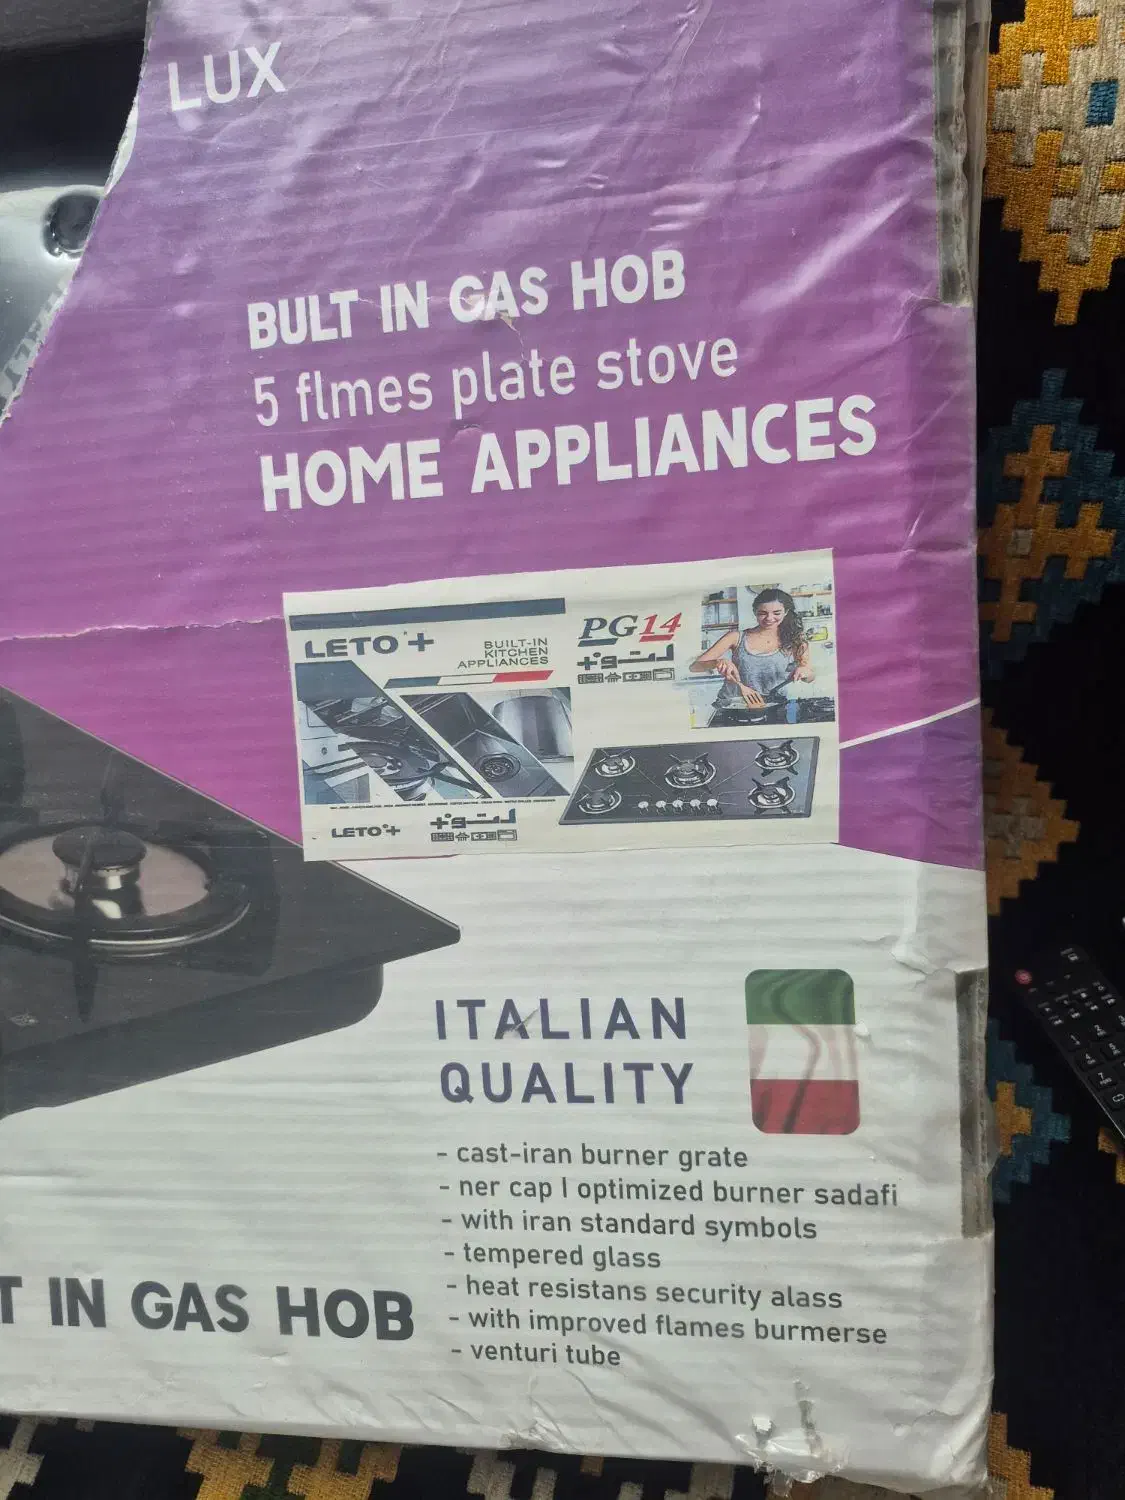 LUX
BULT IN GAS HOB
5 flmes plate stove
HOME APPLIANCES
LETO°+
BUILT-IN
KITCHEN
APPLIANCES
PG14
لتو°+
LETO°+
لتو°+
ITALIAN
QUALITY
- cast-iran burner grate
- ner cap I optimized burner sadafi
- with iran standard symbols
- tempered glass
- heat resistans security alass
- with improved flames burmerse
- venturi tube
T IN GAS HOB